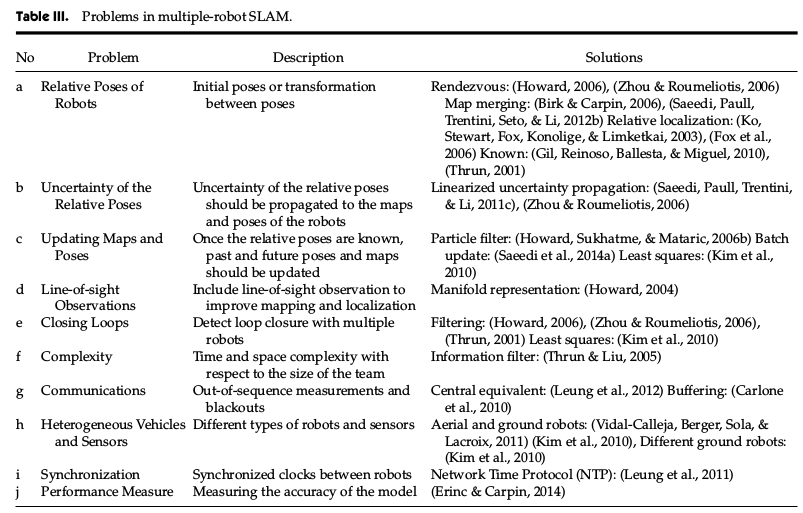 Table III. Problems in multiple-robot SLAM.
No Problem Description Solutions
a Relative Poses of Initial poses or transformation Rendezvous: (Howard, 2006), (Zhou & Roumeliotis, 2006)
Robots between poses Map merging: (Birk & Carpin, 2006), (Saeedi, Paull,
Trentini, Seto, & Li, 2012b) Relative localization: (Ko,
Stewart, Fox, Konolige, & Limketkai, 2003), (Fox et al.,
2006) Known: (Gil, Reinoso, Ballesta, & Miguel, 2010),
(Thrun, 2001)
b Uncertainty of the Uncertainty of the relative poses Linearized uncertainty propagation: (Saeedi, Paull, Trentini,
Relative Poses should be propagated to the maps & Li, 2011c), (Zhou & Roumeliotis, 2006)
and poses of the robots
c Updating Maps and Once the relative poses are known, Particle filter: (Howard, Sukhatme, & Mataric, 2006b) Batch
Poses past and future poses and maps update: (Saeedi et al., 2014a) Least squares: (Kim et al.,
should be updated 2010)
d Line-of-sight Include line-of-sight observation to Manifold representation: (Howard, 2004)
Observations improve mapping and localization
e Closing Loops Detect loop closure with multiple Filtering: (Howard, 2006), (Zhou & Roumeliotis, 2006),
robots (Thrun, 2001) Least squares: (Kim et al., 2010)
f Complexity Time and space complexity with Information filter: (Thrun & Liu, 2005)
respect to the size of the team
g Communications Out-of-sequence measurements and Central equivalent: (Leung et al., 2012) Buffering: (Carlone
blackouts et al., 2010)
h Heterogeneous Vehicles Different types of robots and sensors Aerial and ground robots: (Vidal-Calleja, Berger, Sola, &
and Sensors Lacroix, 2011) (Kim et al., 2010), Different ground robots:
(Kim et al., 2010)
i Synchronization Synchronized clocks between robots Network Time Protocol (NTP): (Leung et al., 2011)
j Performance Measure Measuring the accuracy of the model (Erinc & Carpin, 2014)